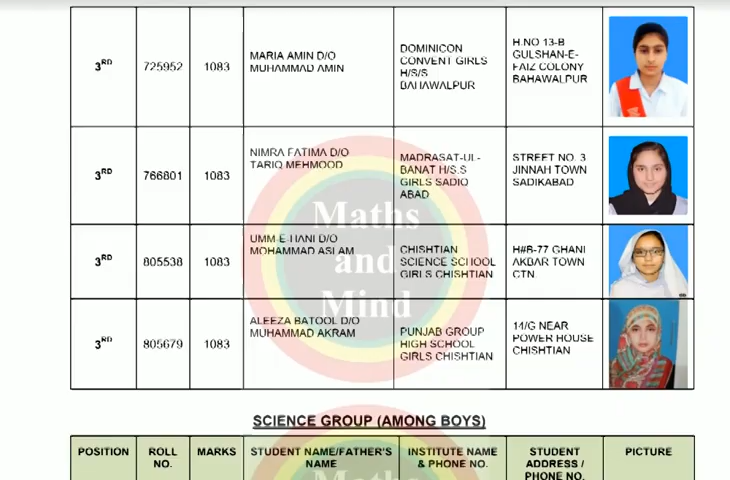 3RD 725952 1083 MARIA AMIN D/O
MUHAMMAD AMIN
DOMINICON
CONVENT GIRLS
H/S/S
BAHAWALPUR
H.NO 13-B
GULSHAN-E-
FAIZ COLONY
BAHAWALPUR
3RD 766801 1083 NIMRA FATIMA D/O
TARIQ MEHMOOD
MADRASAT-UL-
BANAT H/S.S
GIRLS SADIQ
ABAD
STREET NO. 3
JINNAH TOWN
SADIKABAD
3RD 805538 1083 UMM-E-HANI D/O
MOHAMMAD ASLAM
CHISHTIAN
SCIENCE SCHOOL
GIRLS CHISHTIAN
H#B-77 GHANI
AKBAR TOWN
CTN.
3RD 805679 1083 ALEEZA BATOOL D/O
MUHAMMAD AKRAM
PUNJAB GROUP
HIGH SCHOOL
GIRLS CHISHTIAN
14/G NEAR
POWER HOUSE
CHISHTIAN
Maths
and
Mind
SCIENCE GROUP (AMONG BOYS)
POSITION
ROLL
NO.
MARKS
STUDENT NAME/FATHER'S
NAME
INSTITUTE NAME
& PHONE NO.
STUDENT
ADDRESS /
PHONE NO.
PICTURE
Maths